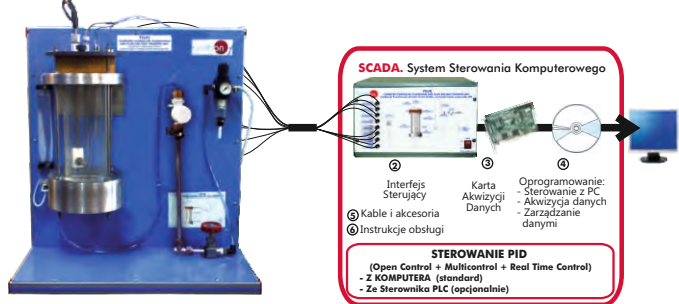 SCADA. System Sterowania Komputerowego
②
Interfejs
Sterujący
③
Karta
Akwizycji
Danych
④
Oprogramowanie:
- Sterowanie z PC
- Akwizycja danych
- Zarządzanie
danymi
⑤ Kable i akcesoria
⑥ Instrukcje obsługi
STEROWANIE PID
(Open Control + Multicontrol + Real Time Control)
- Z KOMPUTERA (standard)
- Ze Sterownika PLC (opcjonalnie)